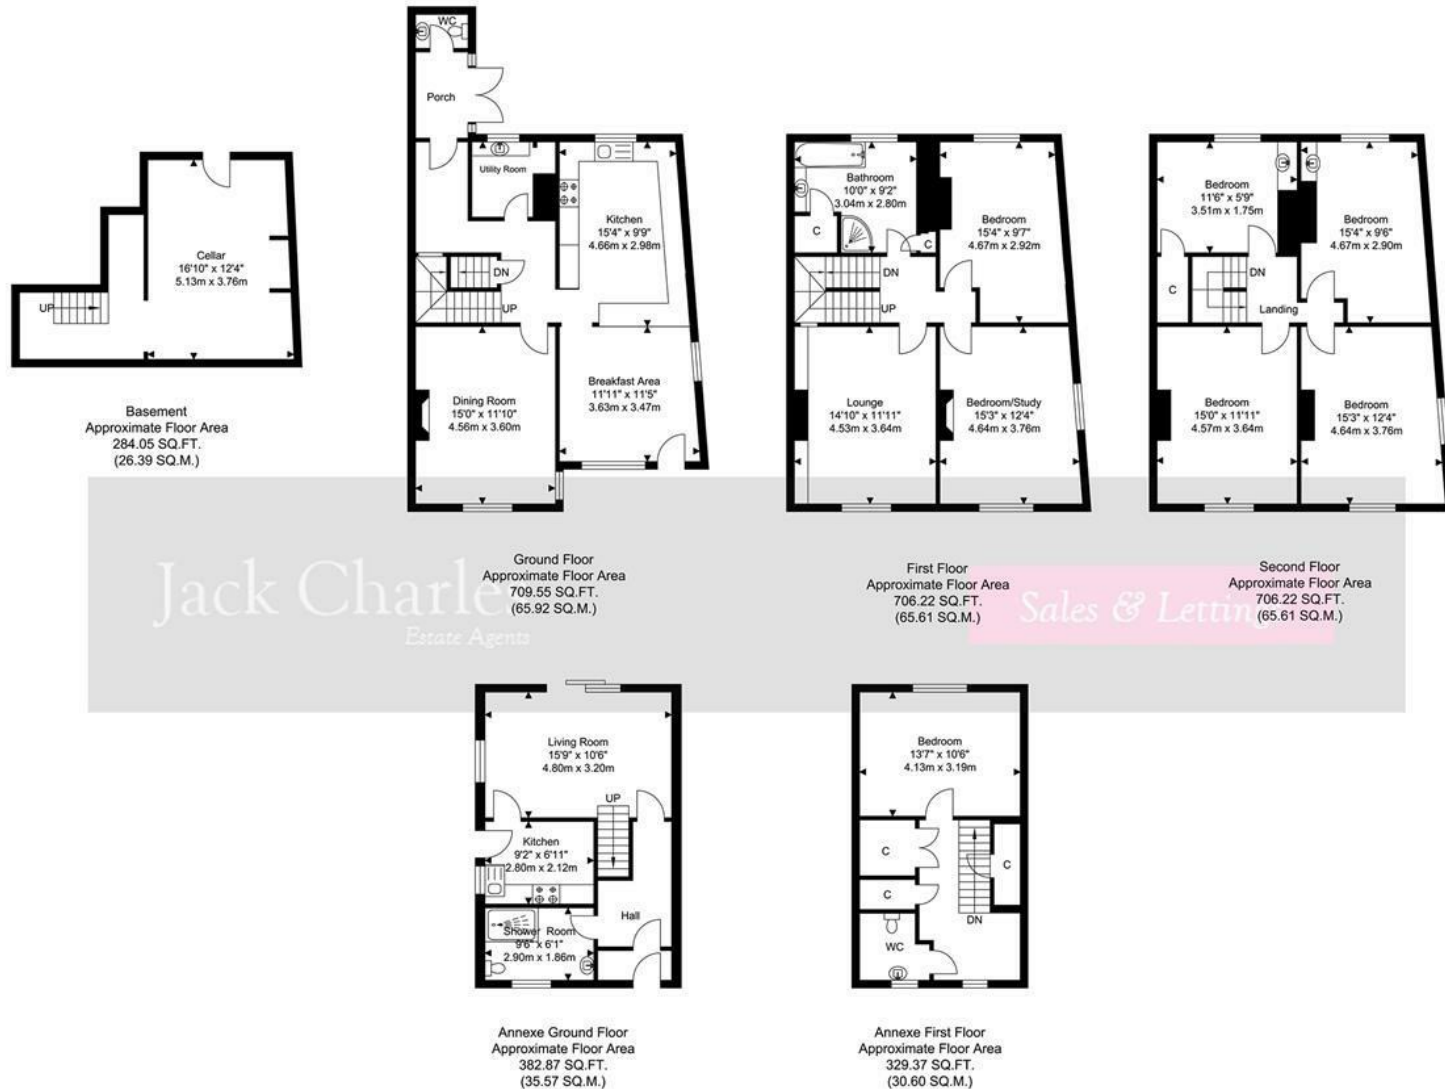 WC
Porch
Utility Room
Kitchen
15'4" x 9'9"
4.66m x 2.98m
DN
UP
Dining Room
15'0" x 11'10"
4.56m x 3.60m
Breakfast Area
11'11" x 11'5"
3.63m x 3.47m
Cellar
16'10" x 12'4"
5.13m x 3.76m
UP
Basement
Approximate Floor Area
284.05 SQ.FT.
(26.39 SQ.M.)
Ground Floor
Approximate Floor Area
709.55 SQ.FT.
(65.92 SQ.M.)
Bathroom
10'0" x 9'2"
3.04m x 2.80m
C
C
Bedroom
15'4" x 9'7"
4.67m x 2.92m
DN
UP
Lounge
14'10" x 11'11"
4.53m x 3.64m
Bedroom/Study
15'3" x 12'4"
4.64m x 3.76m
First Floor
Approximate Floor Area
706.22 SQ.FT.
(65.61 SQ.M.)
Bedroom
11'6" x 5'9"
3.51m x 1.75m
Bedroom
15'4" x 9'6"
4.67m x 2.90m
C
DN
Landing
Bedroom
15'0" x 11'11"
4.57m x 3.64m
Bedroom
15'3" x 12'4"
4.64m x 3.76m
Second Floor
Approximate Floor Area
706.22 SQ.FT.
(65.61 SQ.M.)
Jack Charle
Estate Agents
Sales & Letting
Living Room
15'9" x 10'6"
4.80m x 3.20m
UP
Kitchen
9'2" x 6'11"
2.80m x 2.12m
Hall
Shower Room
9'6" x 6'1"
2.90m x 1.86m
Annexe Ground Floor
Approximate Floor Area
382.87 SQ.FT.
(35.57 SQ.M.)
Bedroom
13'7" x 10'6"
4.13m x 3.19m
C
C
C
DN
WC
Annexe First Floor
Approximate Floor Area
329.37 SQ.FT.
(30.60 SQ.M.)